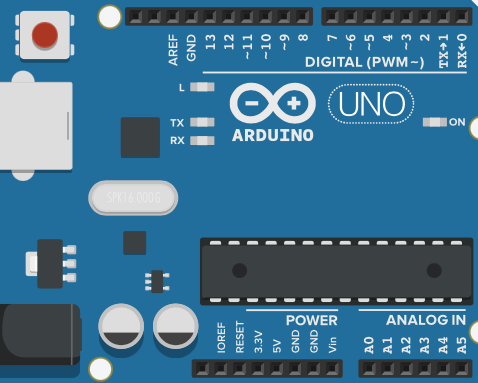 AREF
GND
13
12
~11
~10
~9
8
7
~6
~5
4
~3
2
TX→1
RX←0
DIGITAL (PWM~)
L
TX
RX
ARDUINO
UNO
ON
SPK16.000G
POWER
ANALOG IN
IOREF
RESET
3.3V
5V
GND
GND
Vin
A0
A1
A2
A3
A4
A5